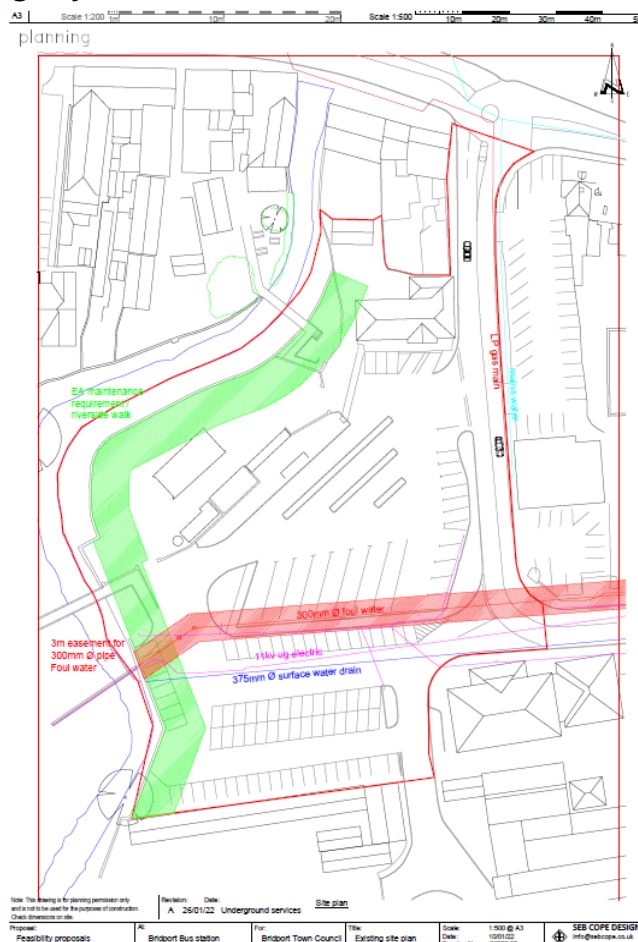 A3 Scale 1:200 1m 10m 20m Scale 1:500 10m 20m 30m 40m
planning
N
W E
LP gas main
mains water
EA maintenance
requirement /
riverside walk
300mm Ø foul water
3m easement for
300mm Ø pipe
Foul water
11kv ug electric
375mm Ø surface water drain
Note: This drawing is for planning permission only
and is not to be used for the purposes of construction.
Check dimensions on site.
Revision: Date:
A 26/01/22 Underground services
Site plan
Proposal:
Feasibility proposals
At:
Bridport Bus station
For:
Bridport Town Council
Title:
Existing site plan
Scale: 1:500 @ A3
Date: 10/01/22
SEB COPE DESIGN
info@sebcope.co.uk